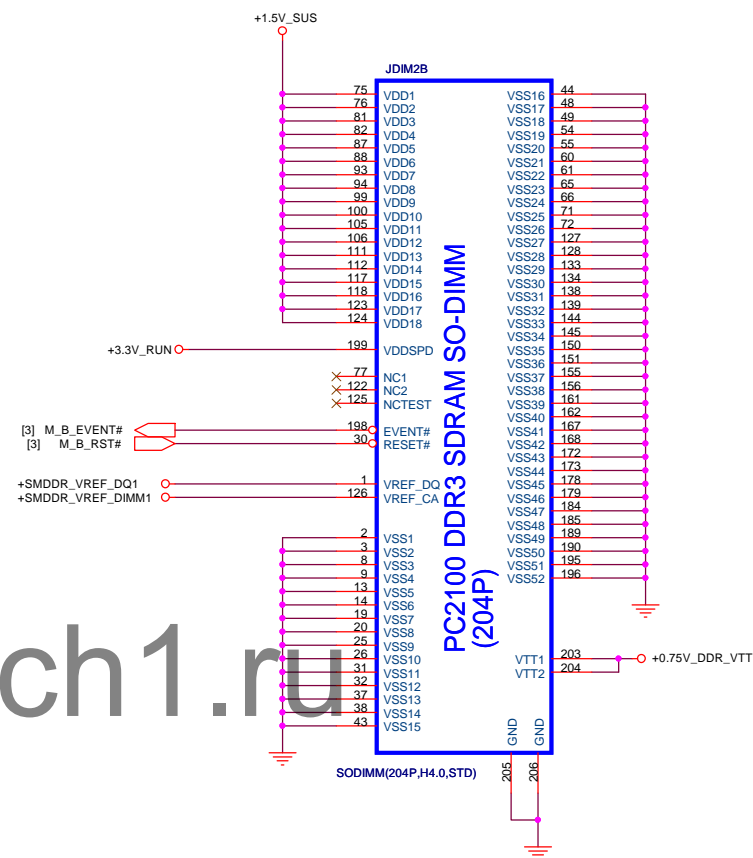 +1.5V_SUS
JDIM2B
75 VDD1 VSS16 44
76 VDD2 VSS17 48
81 VDD3 VSS18 49
82 VDD4 VSS19 54
87 VDD5 VSS20 55
88 VDD6 VSS21 60
93 VDD7 VSS22 61
94 VDD8 VSS23 65
99 VDD9 VSS24 66
100 VDD10 VSS25 71
105 VDD11 VSS26 72
106 VDD12 VSS27 127
111 VDD13 VSS28 128
112 VDD14 VSS29 133
117 VDD15 VSS30 134
118 VDD16 VSS31 138
123 VDD17 VSS32 139
124 VDD18 VSS33 144
VSS34 145
+3.3V_RUN 199 VDDSPD VSS35 150
VSS36 151
77 NC1 VSS37 155
122 NC2 VSS38 156
125 NCTEST VSS39 161
VSS40 162
[3] M_B_EVENT# 198 EVENT# VSS41 167
[3] M_B_RST# 30 RESET# VSS42 168
VSS43 172
VSS44 173
+SMDDR_VREF_DQ1 1 VREF_DQ VSS45 178
+SMDDR_VREF_DIMM1 126 VREF_CA VSS46 179
VSS47 184
VSS48 185
2 VSS1 VSS49 189
3 VSS2 VSS50 190
8 VSS3 VSS51 195
9 VSS4 VSS52 196
13 VSS5
14 VSS6
19 VSS7
20 VSS8
25 VSS9
26 VSS10 VTT1 203 +0.75V_DDR_VTT
31 VSS11 VTT2 204
32 VSS12
37 VSS13
38 VSS14
43 VSS15
PC2100 DDR3 SDRAM SO-DIMM
(204P)
GND GND
205 206
SODIMM(204P,H4.0,STD)
ch1.ru